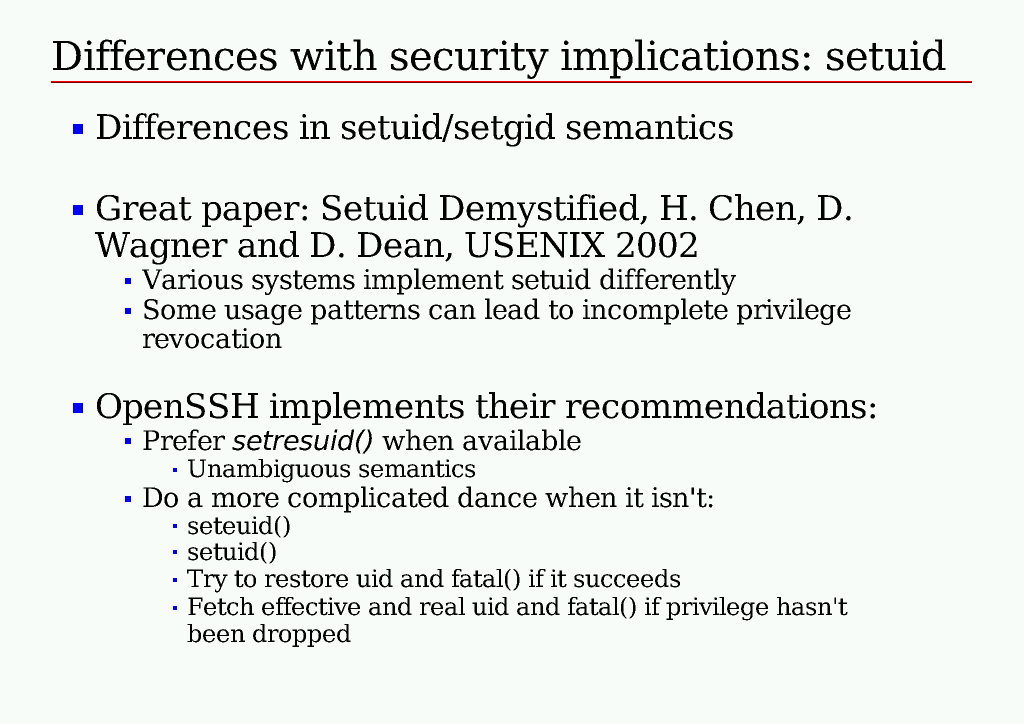 Differences with security implications: setuid
Differences in setuid/setgid semantics
Great paper: Setuid Demystified, H. Chen, D.
Wagner and D. Dean, USENIX 2002
Various systems implement setuid differently
Some usage patterns can lead to incomplete privilege
revocation
OpenSSH implements their recommendations:
Prefer setresuid() when available
Unambiguous semantics
Do a more complicated dance when it isn't:
seteuid()
setuid()
Try to restore uid and fatal() if it succeeds
Fetch effective and real uid and fatal() if privilege hasn't
been dropped